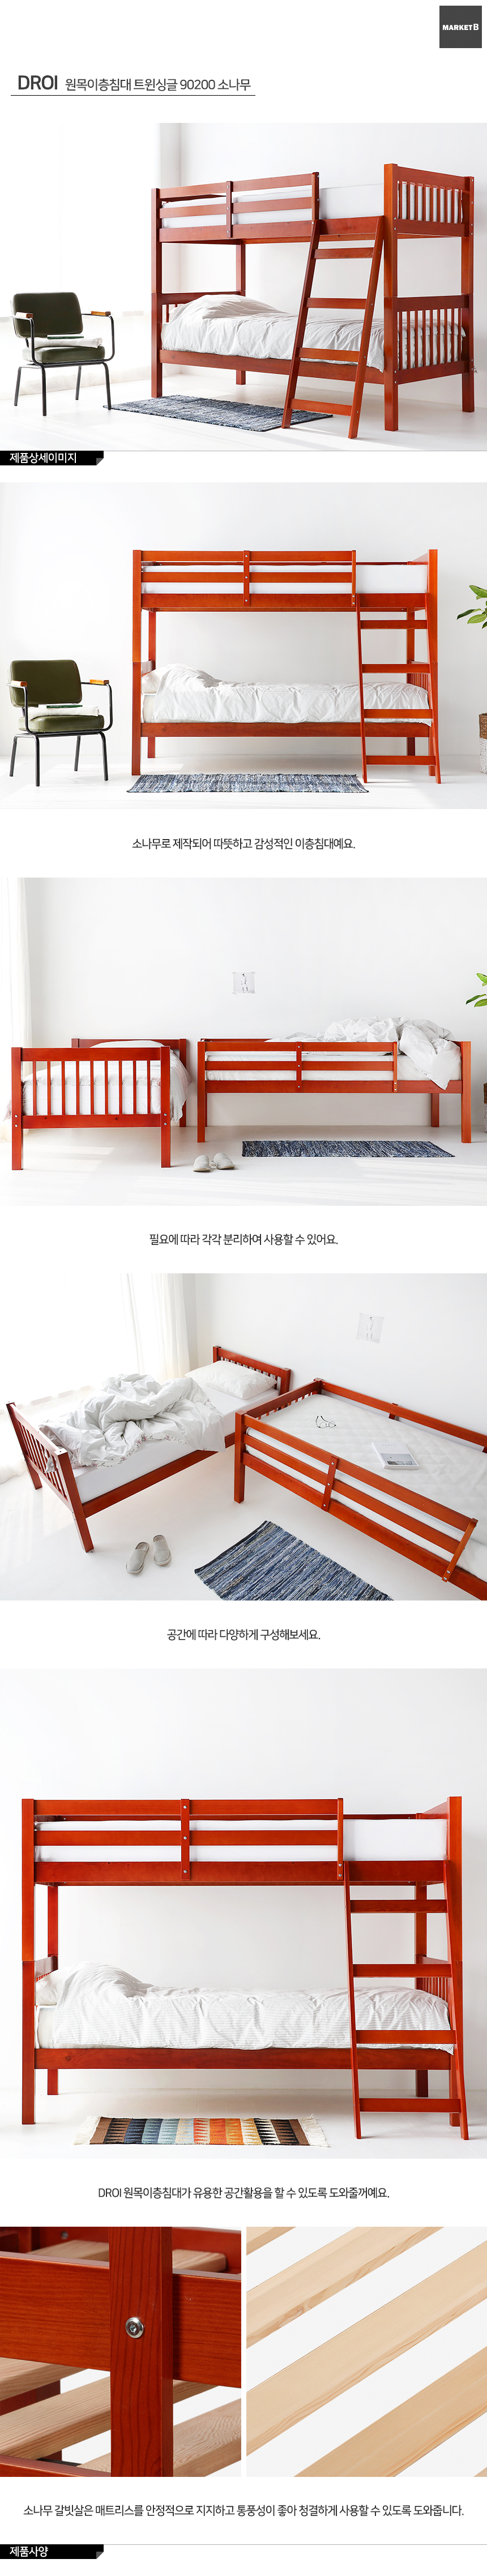 MARKET B
DROI 원목이층침대 트윈싱글 90200 소나무
제품상세이미지
소나무로 제작되어 따뜻하고 감성적인 이층침대예요.
필요에 따라 각각 분리하여 사용할 수 있어요.
공간에 따라 다양하게 구성해보세요.
DROI 원목이층침대가 유용한 공간활용을 할 수 있도록 도와줄꺼예요.
소나무 갈빗살은 매트리스를 안정적으로 지지하고 통풍성이 좋아 청결하게 사용할 수 있도록 도와줍니다.
제품사양